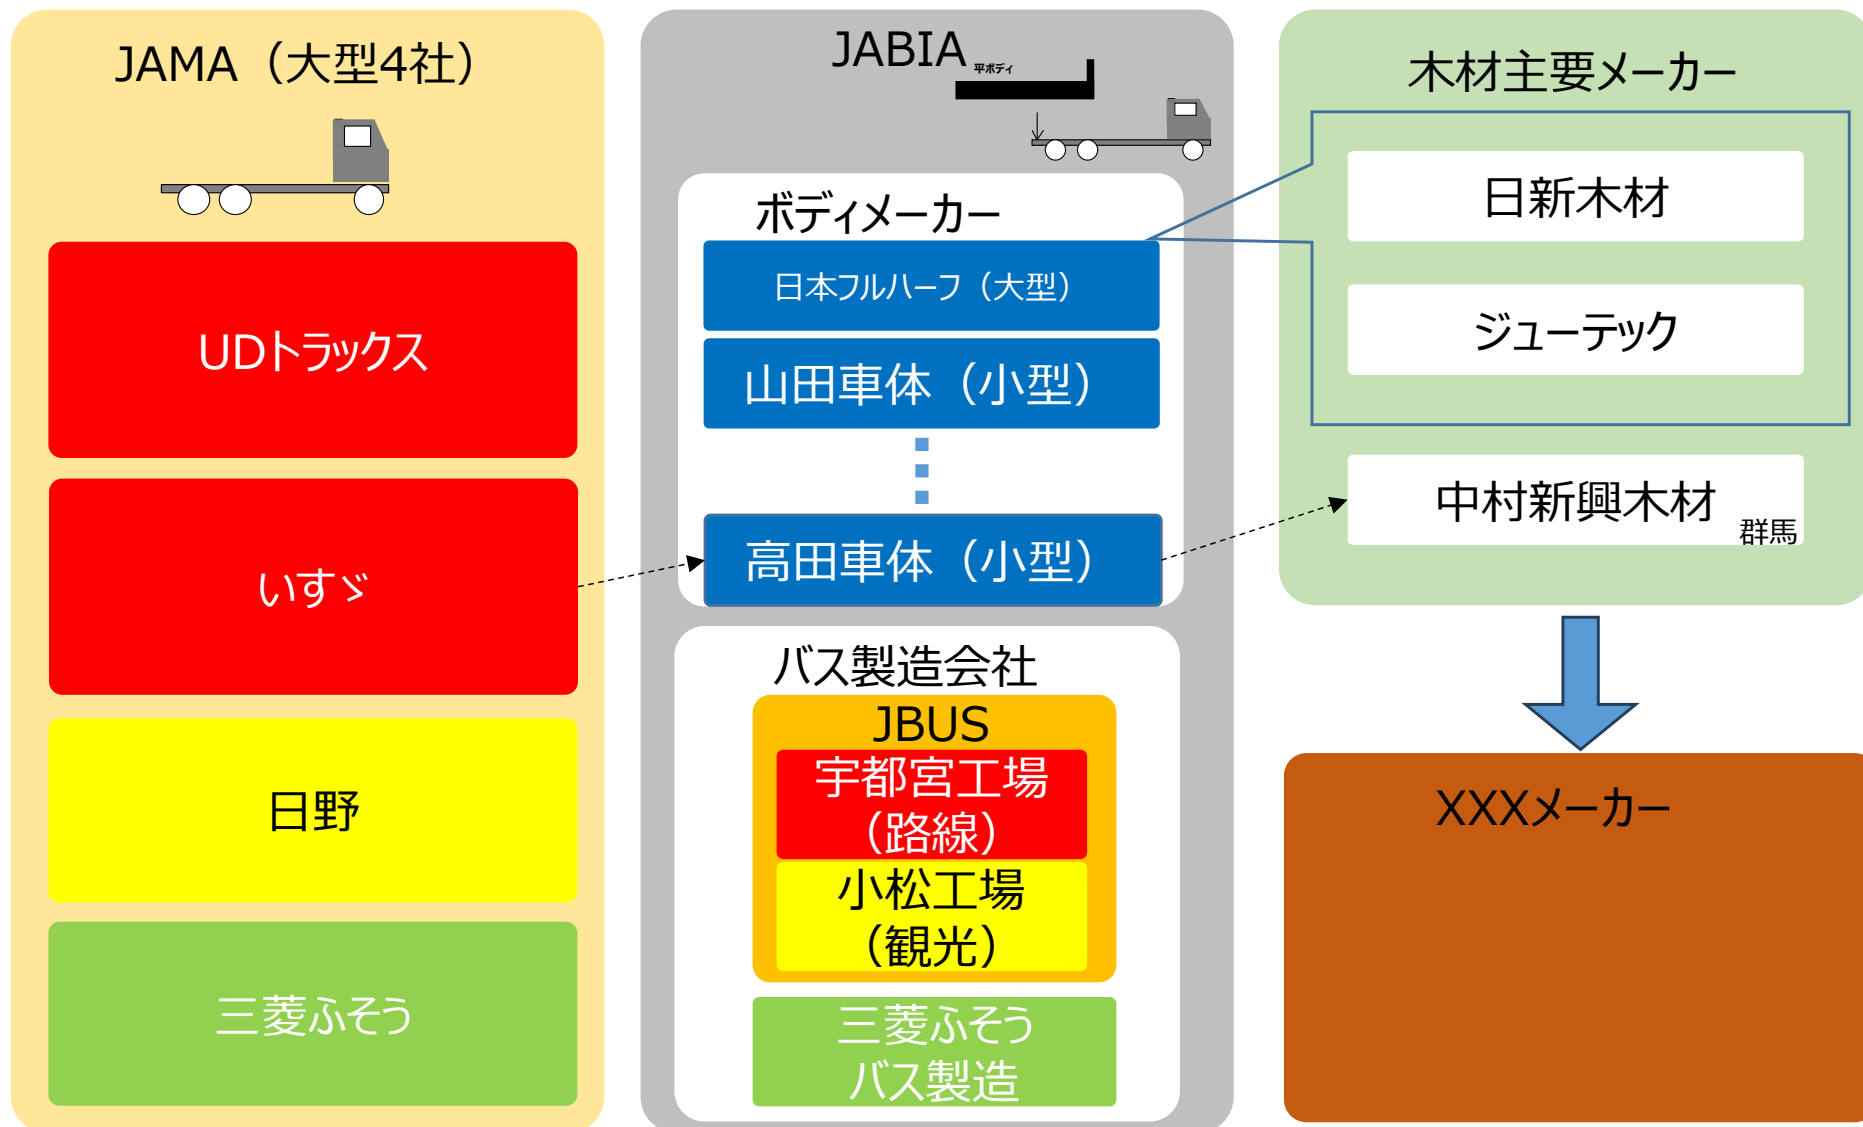 JAMA（大型4社）
UDトラックス
いすゞ
日野
三菱ふそう
JABIA
平ボディ
ボディメーカー
日本フルハーフ（大型）
山田車体（小型）
高田車体（小型）
バス製造会社
JBUS
宇都宮工場
（路線）
小松工場
（観光）
三菱ふそう
バス製造
木材主要メーカー
日新木材
ジューテック
中村新興木材
群馬
XXXメーカー